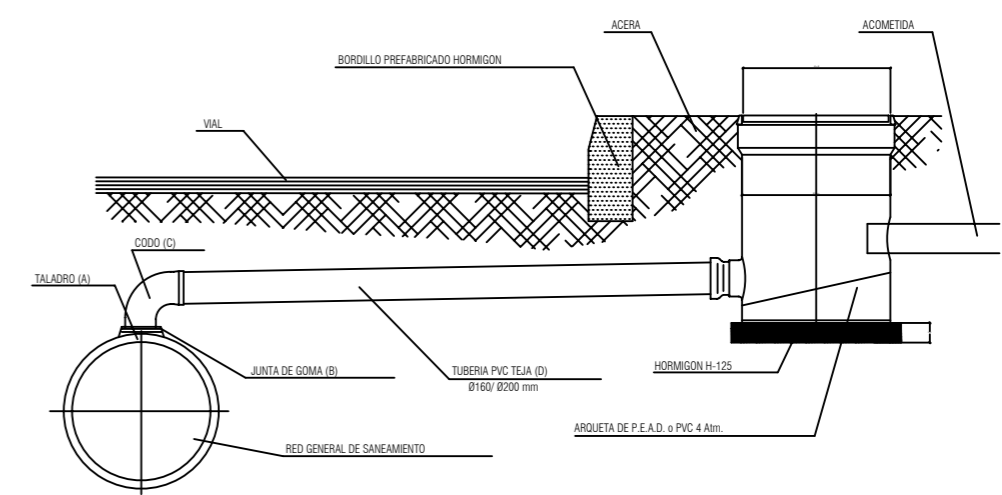 ACERA
ACOMETIDA
BORDILLO PREFABRICADO HORMIGON
VIAL
CODO (C)
TALADRO (A)
JUNTA DE GOMA (B)
TUBERIA PVC TEJA (D)
Ø160/ Ø200 mm
HORMIGON H-125
ARQUETA DE P.E.A.D. o PVC 4 Atm.
RED GENERAL DE SANEAMIENTO